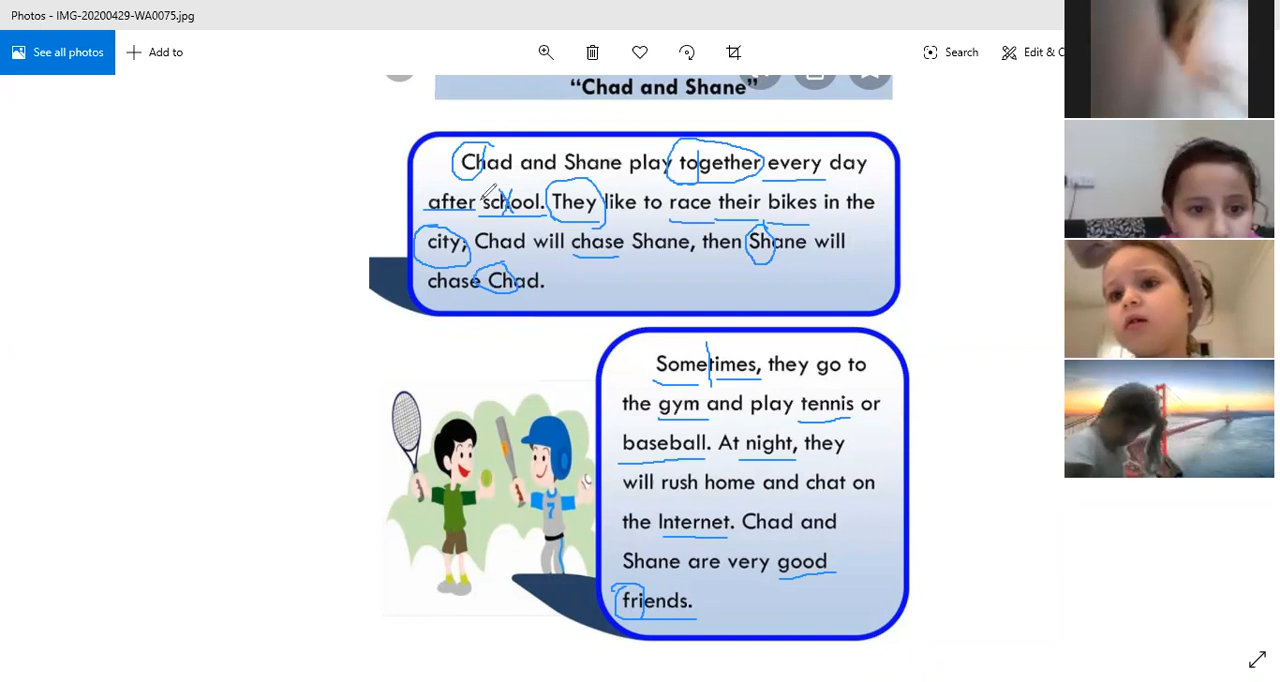 Photos - IMG-20200429-WA0075.jpg
See all photos
Add to
Search
Edit &
"Chad and Shane"
Chad and Shane play together every day
after school. They like to race their bikes in the
city; Chad will chase Shane, then Shane will
chase Chad.
Sometimes, they go to
the gym and play tennis or
baseball. At night, they
will rush home and chat on
the Internet. Chad and
Shane are very good
friends.
7